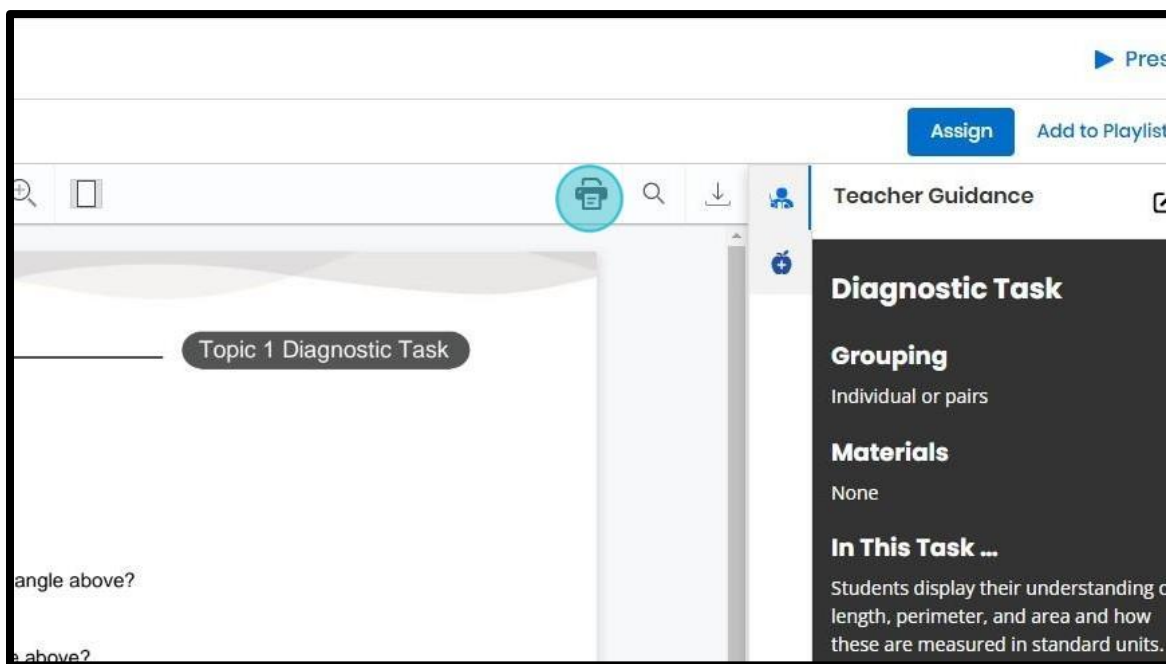 Pres
Assign
Add to Playlist
Teacher Guidance
Topic 1 Diagnostic Task
angle above?
e above?
Diagnostic Task
Grouping
Individual or pairs
Materials
None
In This Task ...
Students display their understanding o
length, perimeter, and area and how
these are measured in standard units.